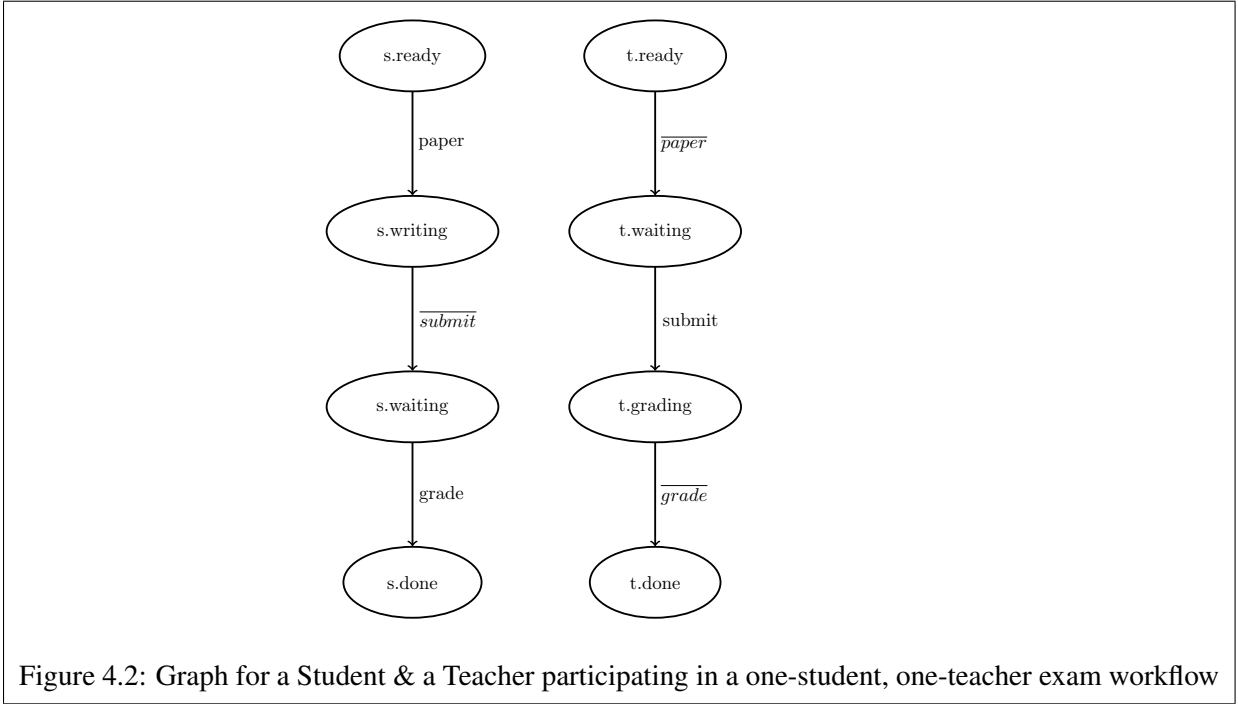 s.ready
t.ready
paper
paper
s.writing
t.waiting
submit
submit
s.waiting
t.grading
grade
grade
s.done
t.done
Figure 4.2: Graph for a Student & a Teacher participating in a one-student, one-teacher exam workflow